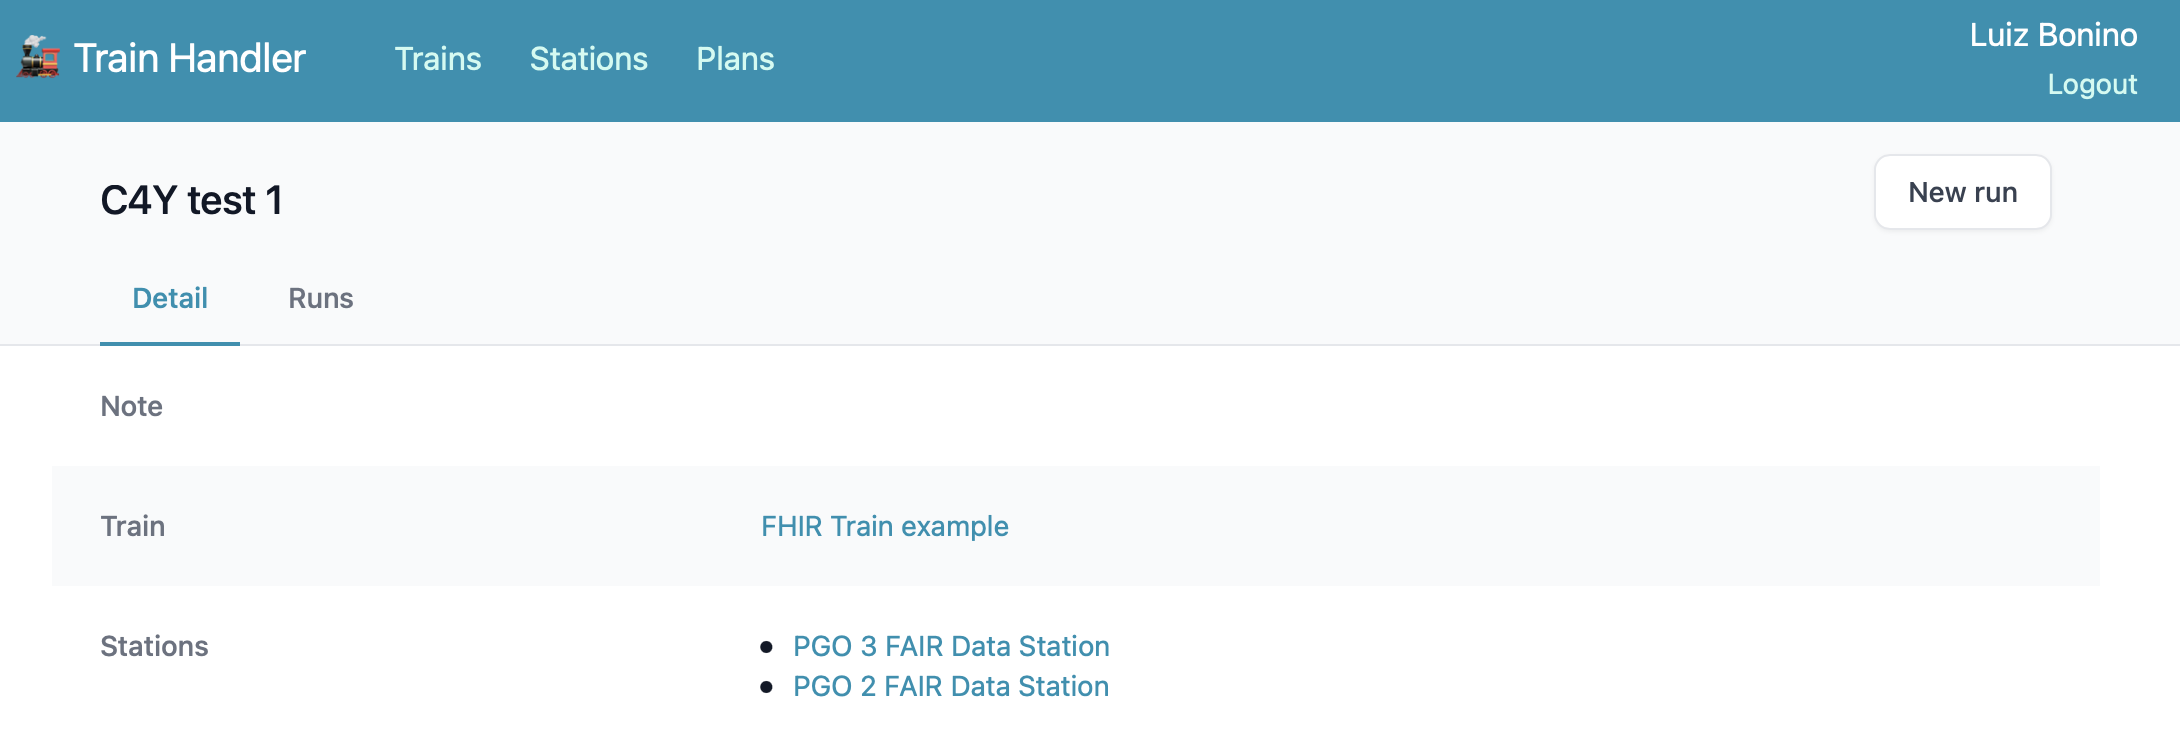 Train Handler
Trains
Stations
Plans
Luiz Bonino
Logout
C4Y test 1
New run
Detail
Runs
Note
Train
FHIR Train example
Stations
PGO 3 FAIR Data Station
PGO 2 FAIR Data Station